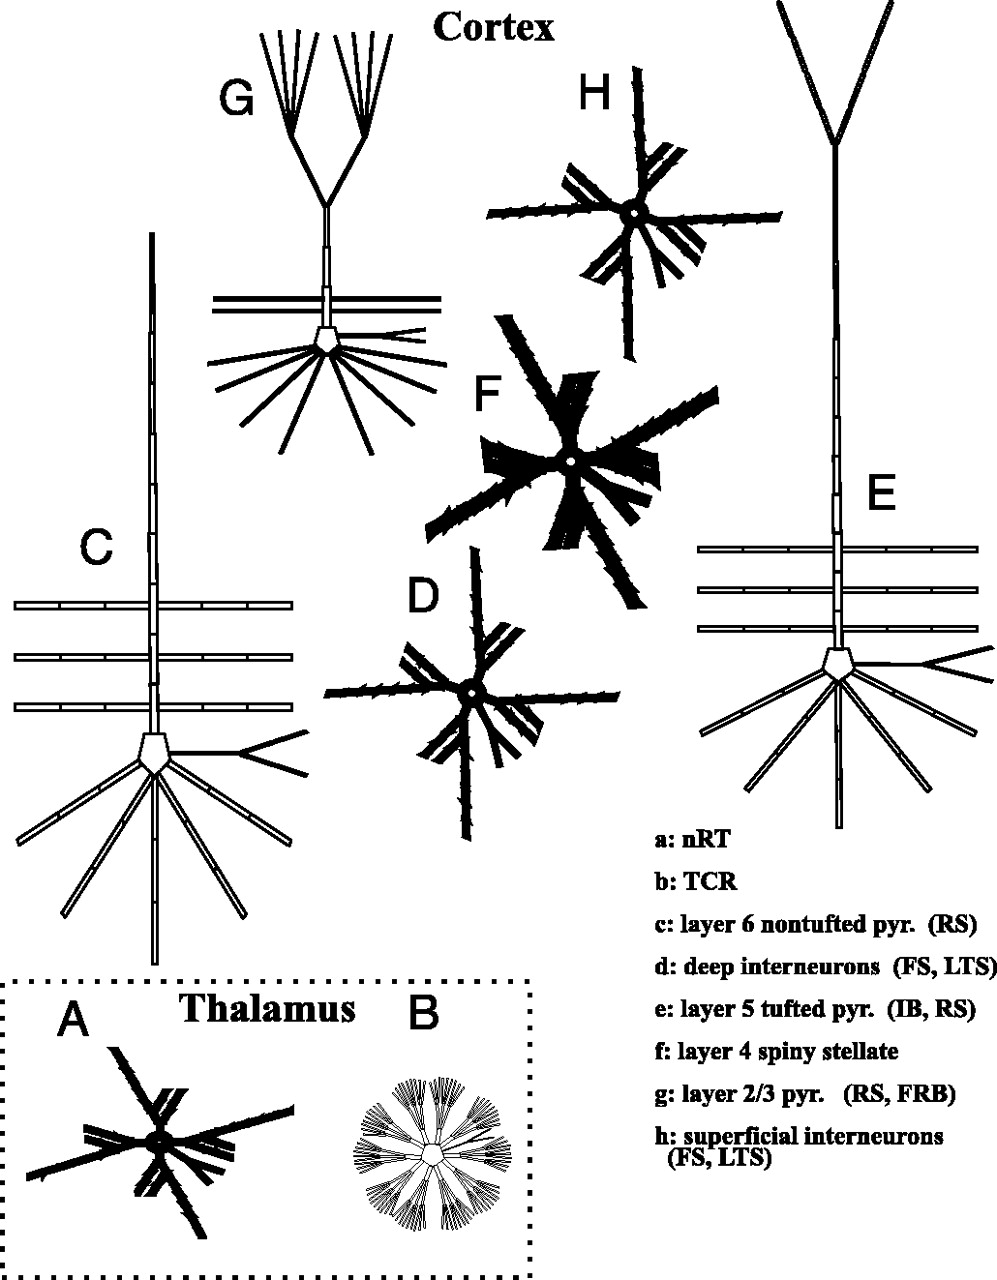 Cortex
G
H
F
E
C
D
a: nRT
b: TCR
c: layer 6 nontufted pyr. (RS)
d: deep interneurons (FS, LTS)
e: layer 5 tufted pyr. (IB, RS)
f: layer 4 spiny stellate
g: layer 2/3 pyr. (RS, FRB)
h: superficial interneurons
(FS, LTS)
Thalamus
A
B